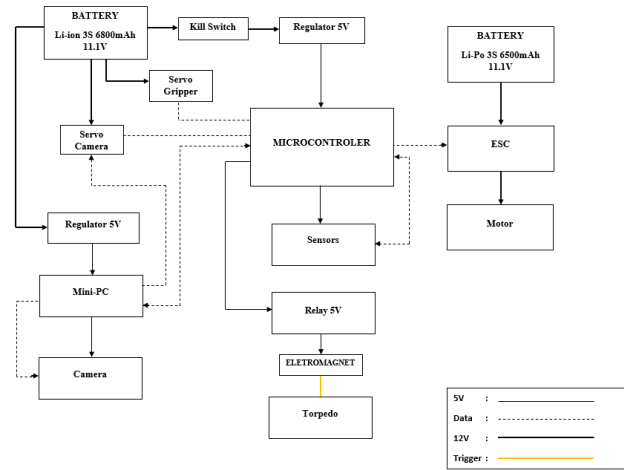 BATTERY
Li-ion 3S 6800mAh
11.1V
Kill Switch
Regulator 5V
BATTERY
Li-Po 3S 6500mAh
11.1V
Servo
Gripper
Servo
Camera
MICROCONTROLER
ESC
Regulator 5V
Sensors
Motor
Mini-PC
Relay 5V
ELETROMAGNET
Camera
Torpedo
5V :
Data :
12V :
Trigger :